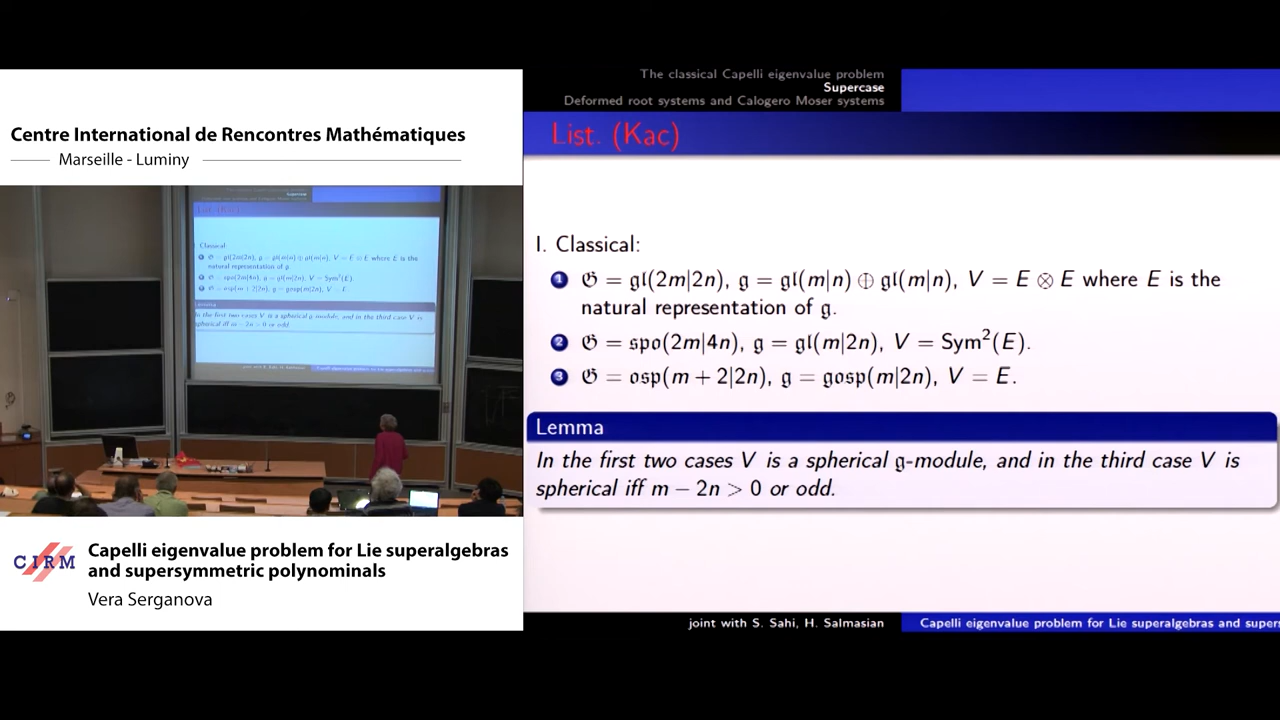 Centre International de Rencontres Mathématiques
Marseille - Luminy
The classical Capelli eigenvalue problem
Supercase
Deformed root systems and Calogero Moser systems
List. (Kac)
I. Classical:
1 𝔊 = 𝔤𝔩(2m|2n), 𝔤 = 𝔤𝔩(m|n) ⊕ 𝔤𝔩(m|n), V = E ⊗ E where E is the
natural representation of 𝔤.
2 𝔊 = 𝔰𝔭𝔬(2m|4n), 𝔤 = 𝔤𝔩(m|2n), V = Sym²(E).
3 𝔊 = 𝔬𝔰𝔭(m + 2|2n), 𝔤 = 𝔤𝔬𝔰𝔭(m|2n), V = E.
Lemma
In the first two cases V is a spherical 𝔤-module, and in the third case V is
spherical iff m − 2n > 0 or odd.
joint with S. Sahi, H. Salmasian
Capelli eigenvalue problem for Lie superalgebras and supers
CIRM
Capelli eigenvalue problem for Lie superalgebras
and supersymmetric polynominals
Vera Serganova